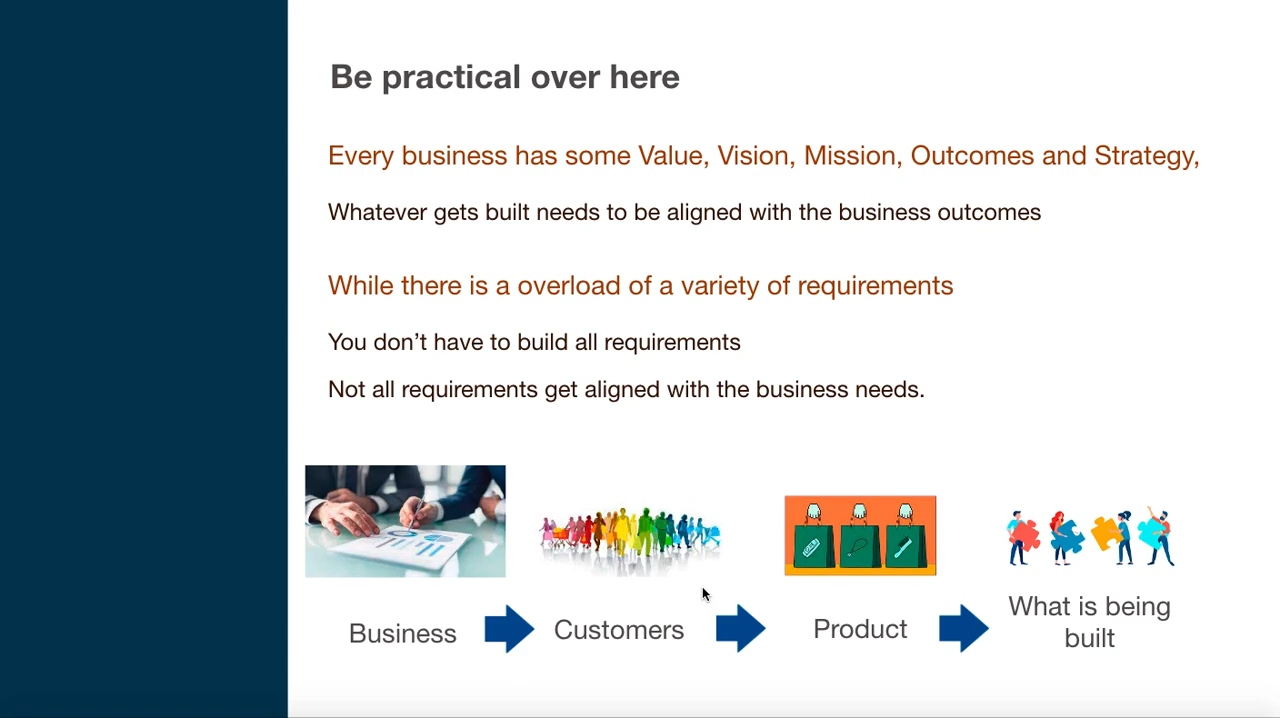 Be practical over here
Every business has some Value, Vision, Mission, Outcomes and Strategy,
Whatever gets built needs to be aligned with the business outcomes
While there is a overload of a variety of requirements
You don’t have to build all requirements
Not all requirements get aligned with the business needs.
Business
Customers
Product
What is being
built